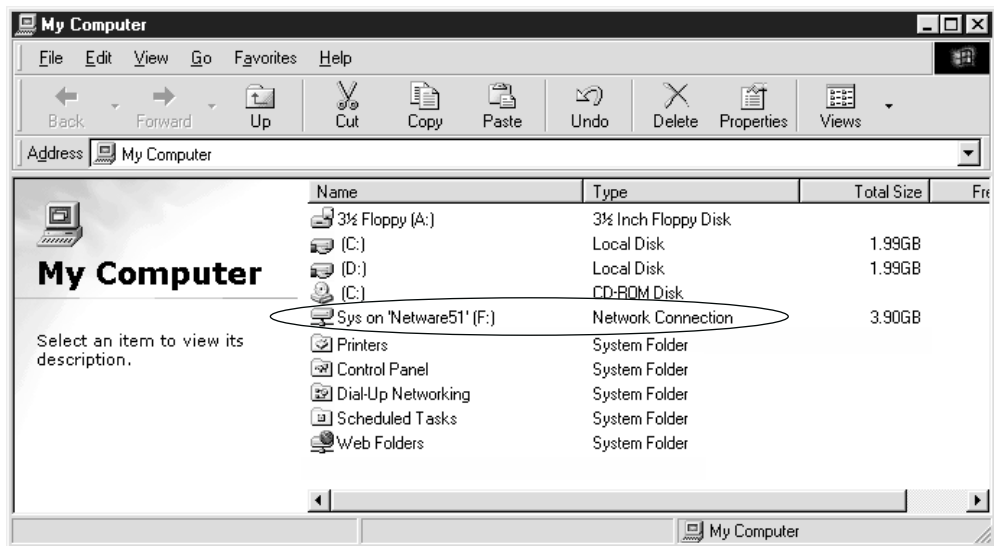 My Computer
File Edit View Go Favorites Help
Back Forward Up Cut Copy Paste Undo Delete Properties Views
Address My Computer
My Computer
Select an item to view its
description.
Name Type Total Size Fre
3½ Floppy (A:) 3½ Inch Floppy Disk
(C:) Local Disk 1.99GB
(D:) Local Disk 1.99GB
(C:) CD-ROM Disk
Sys on 'Netware51' (F:) Network Connection 3.90GB
Printers System Folder
Control Panel System Folder
Dial-Up Networking System Folder
Scheduled Tasks System Folder
Web Folders System Folder
My Computer